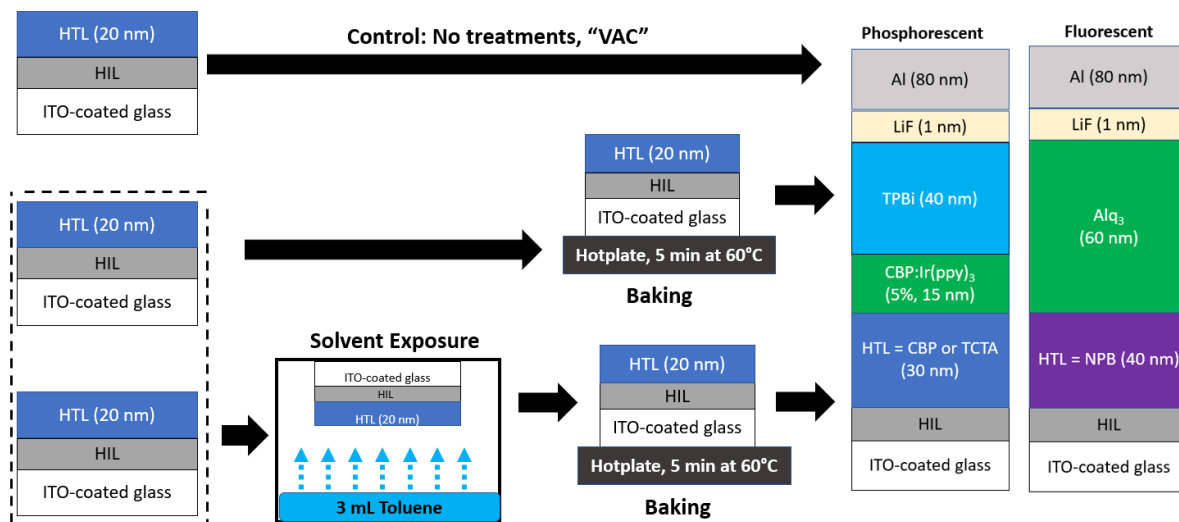 Control: No treatments, “VAC”
HTL (20 nm)
HIL
ITO-coated glass
HTL (20 nm)
HIL
ITO-coated glass
HTL (20 nm)
HIL
ITO-coated glass
Hotplate, 5 min at 60°C
Baking
HTL (20 nm)
HIL
ITO-coated glass
Solvent Exposure
ITO-coated glass
HIL
HTL (20 nm)
3 mL Toluene
HTL (20 nm)
HIL
ITO-coated glass
Hotplate, 5 min at 60°C
Baking
Phosphorescent
Al (80 nm)
LiF (1 nm)
TPBi (40 nm)
CBP:Ir(ppy)₃
(5%, 15 nm)
HTL = CBP or TCTA
(30 nm)
HIL
ITO-coated glass
Fluorescent
Al (80 nm)
LiF (1 nm)
Alq₃
(60 nm)
HTL = NPB (40 nm)
HIL
ITO-coated glass